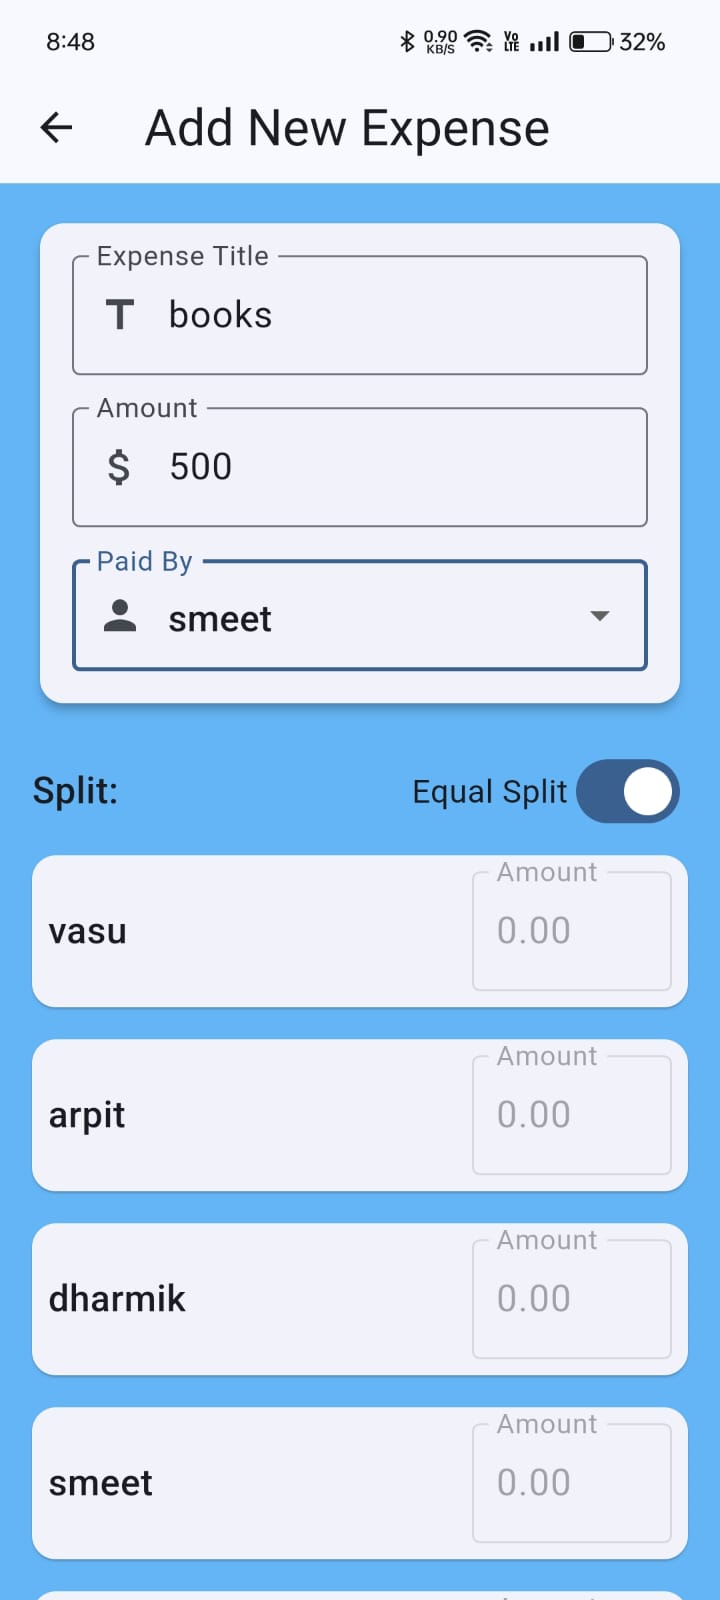 8:48 0.90 KB/S Vo LTE 32%
Add New Expense
Expense Title
books
Amount
$ 500
Paid By
smeet
Split: Equal Split
Amount
vasu 0.00
Amount
arpit 0.00
Amount
dharmik 0.00
Amount
smeet 0.00